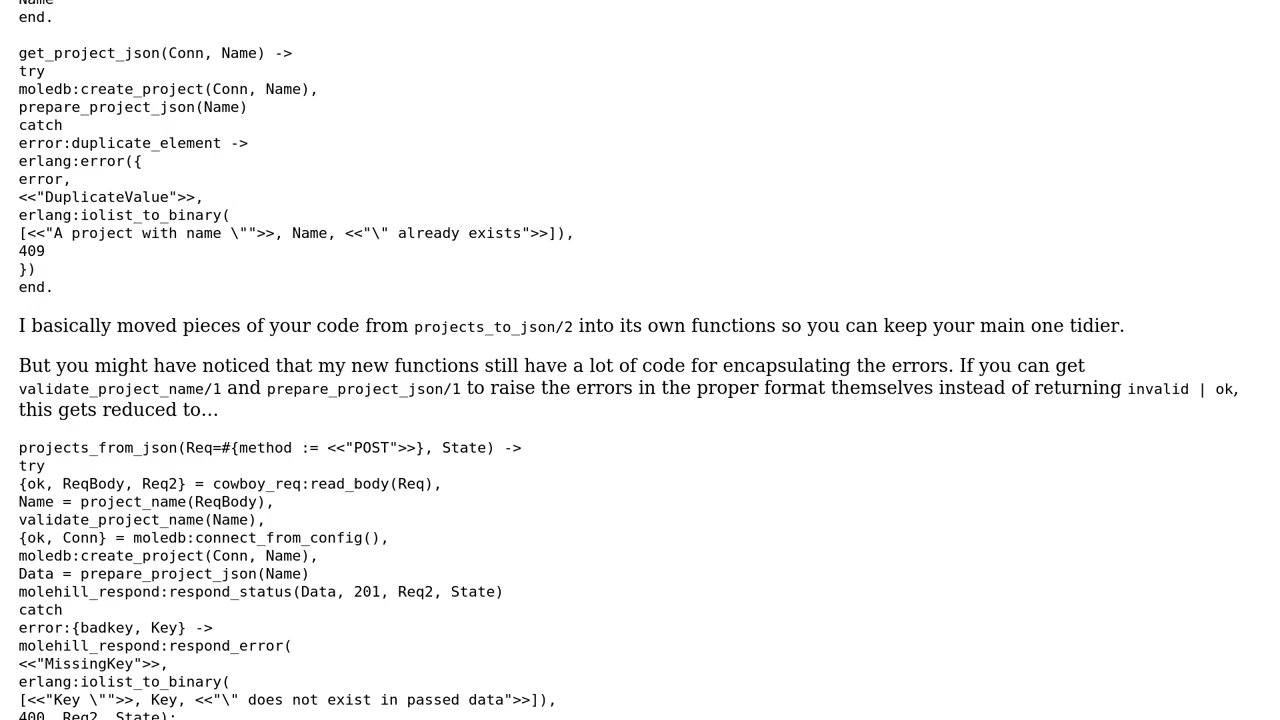 Name
end.
get_project_json(Conn, Name) ->
try
moledb:create_project(Conn, Name),
prepare_project_json(Name)
catch
error:duplicate_element ->
erlang:error({
error,
<<"DuplicateValue">>,
erlang:iolist_to_binary(
[<<"A project with name \"">>, Name, <<"\" already exists">>]),
409
})
end.
I basically moved pieces of your code from projects_to_json/2 into its own functions so you can keep your main one tidier.
But you might have noticed that my new functions still have a lot of code for encapsulating the errors. If you can get
validate_project_name/1 and prepare_project_json/1 to raise the errors in the proper format themselves instead of returning invalid | ok,
this gets reduced to…
projects_from_json(Req=#{method := <<"POST">>}, State) ->
try
{ok, ReqBody, Req2} = cowboy_req:read_body(Req),
Name = project_name(ReqBody),
validate_project_name(Name),
{ok, Conn} = moledb:connect_from_config(),
moledb:create_project(Conn, Name),
Data = prepare_project_json(Name)
molehill_respond:respond_status(Data, 201, Req2, State)
catch
error:{badkey, Key} ->
molehill_respond:respond_error(
<<"MissingKey">>,
erlang:iolist_to_binary(
[<<"Key \"">>, Key, <<"\" does not exist in passed data">>]),
400, Req2, State);